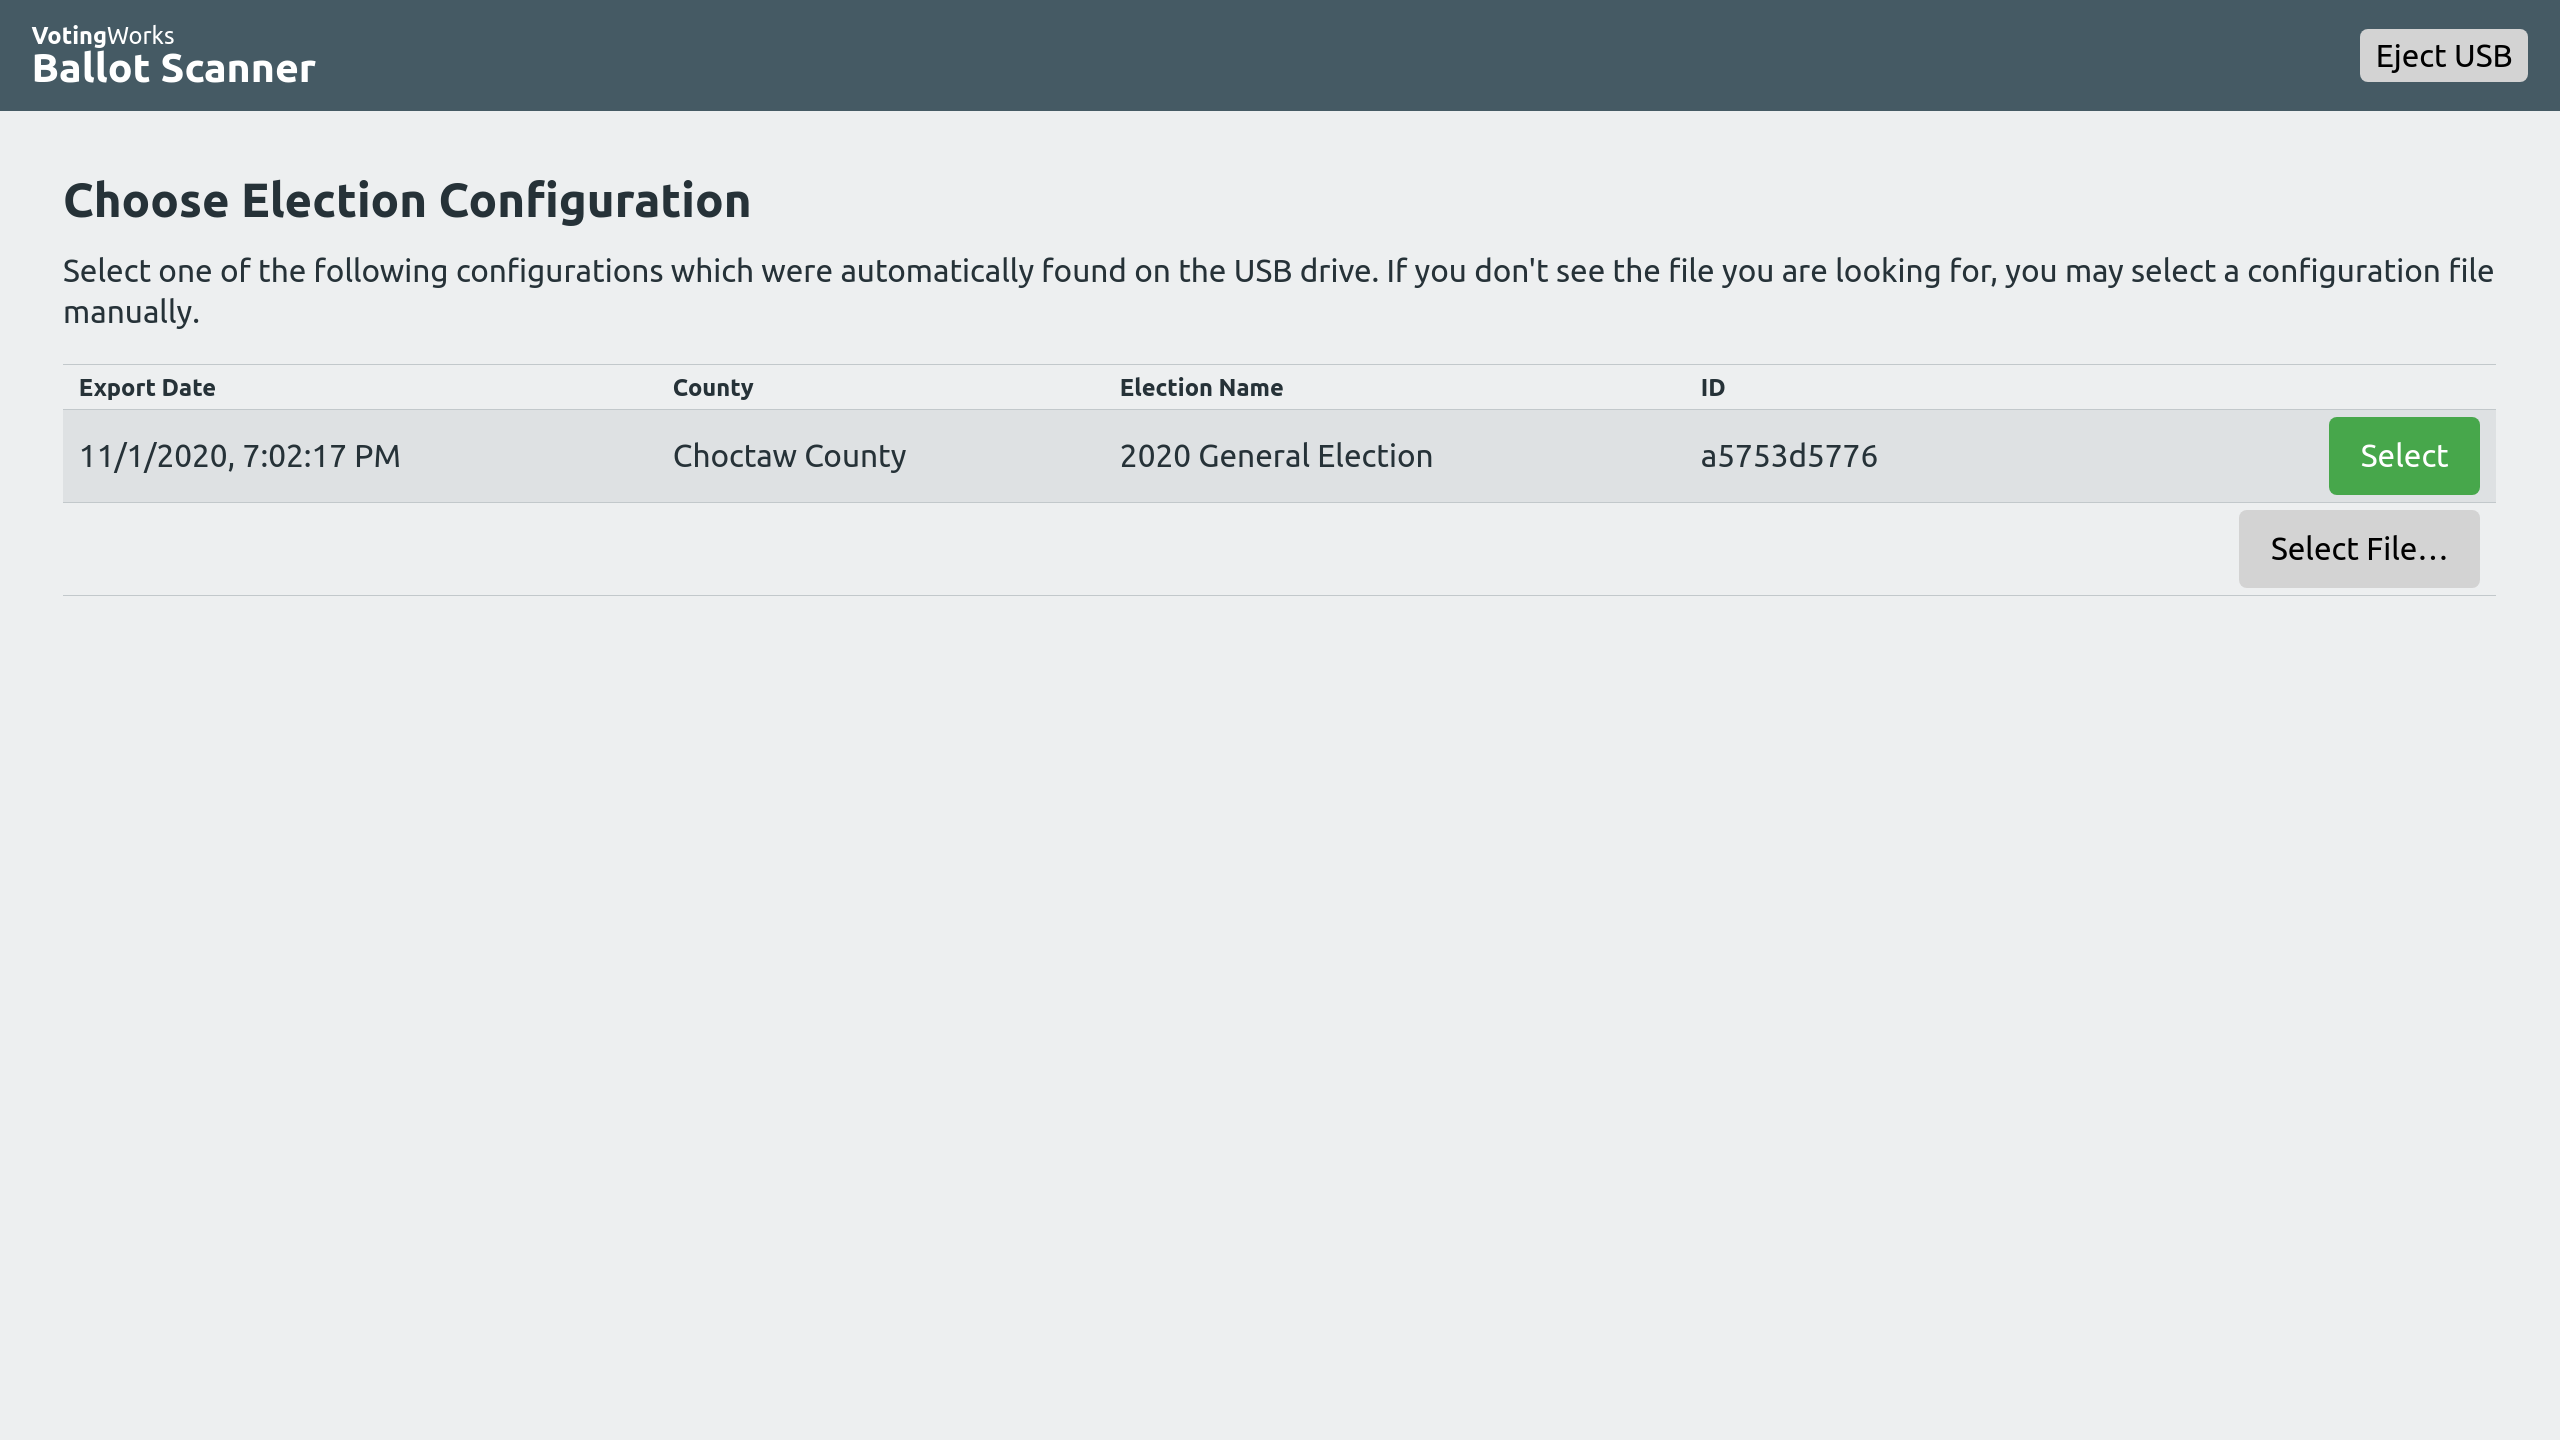 VotingWorks
Ballot Scanner
Eject USB
Choose Election Configuration
Select one of the following configurations which were automatically found on the USB drive. If you don't see the file you are looking for, you may select a configuration file
manually.
Export Date County Election Name ID
11/1/2020, 7:02:17 PM Choctaw County 2020 General Election a5753d5776 Select
Select File…